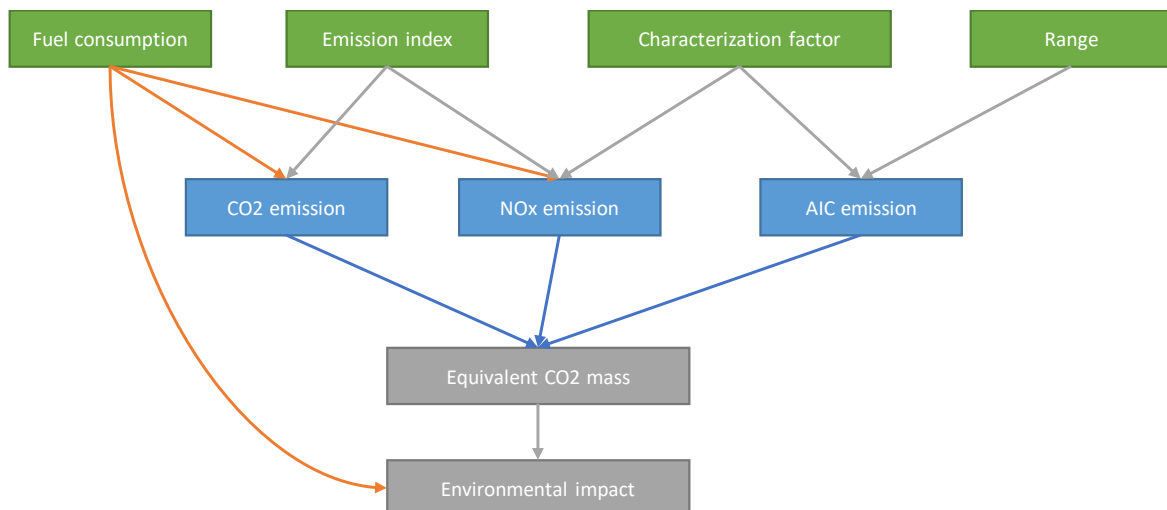 Fuel consumption
Emission index
Characterization factor
Range
CO2 emission
NOx emission
AIC emission
Equivalent CO2 mass
Environmental impact